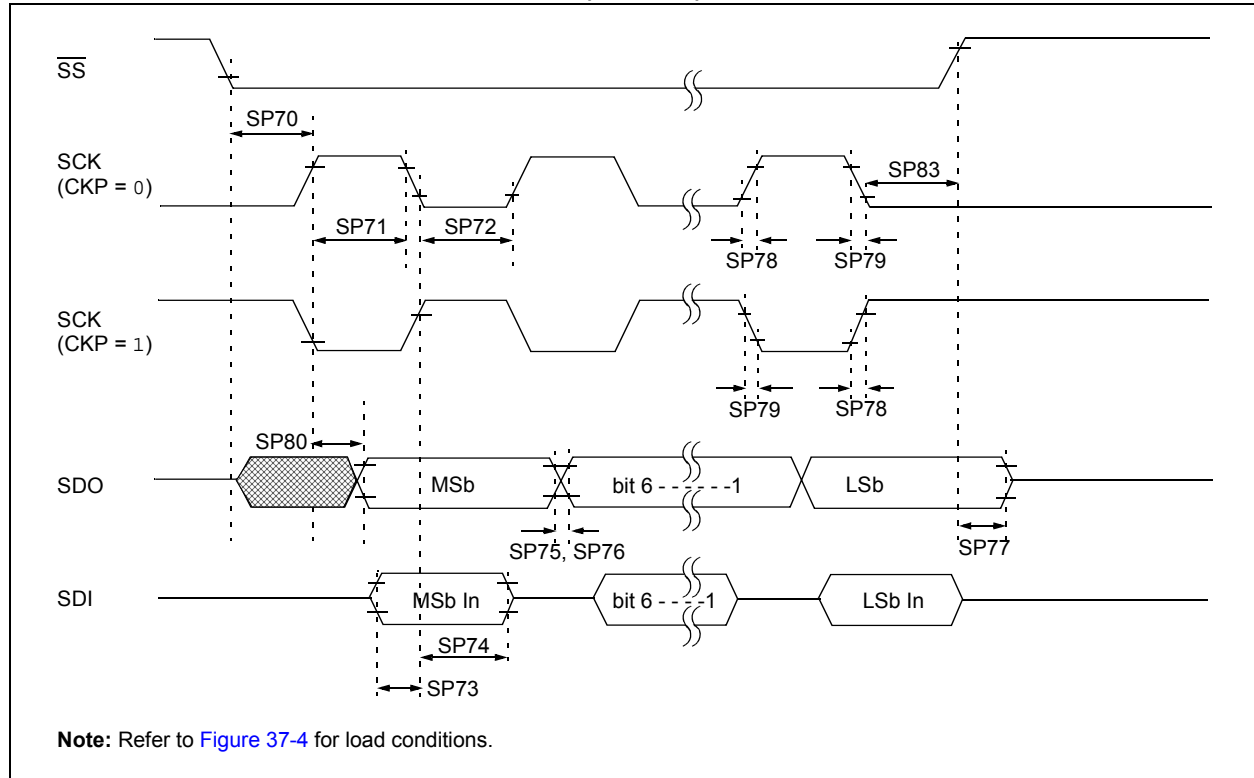 SS
SP70
SCK
(CKP = 0)
SP83
SP71
SP72
SP78
SP79
SCK
(CKP = 1)
SP79
SP78
SP80
SDO
MSb
bit 6 - - - - - -1
LSb
SP75, SP76
SP77
SDI
MSb In
bit 6 - - - - -1
LSb In
SP74
SP73
Note: Refer to Figure 37-4 for load conditions.